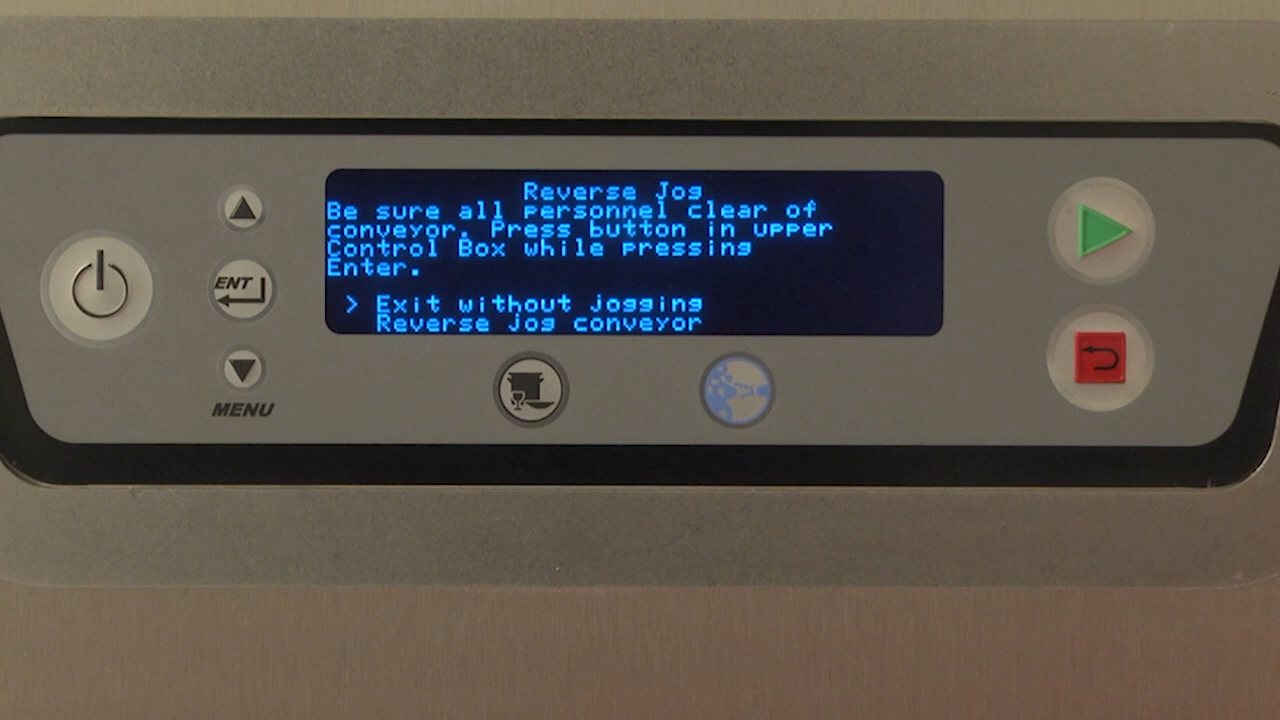 Reverse Jog
Be sure all personnel clear of
conveyor. Press button in upper
Control Box while pressing
Enter.
> Exit without jogging
Reverse Jog conveyor
ENT
MENU